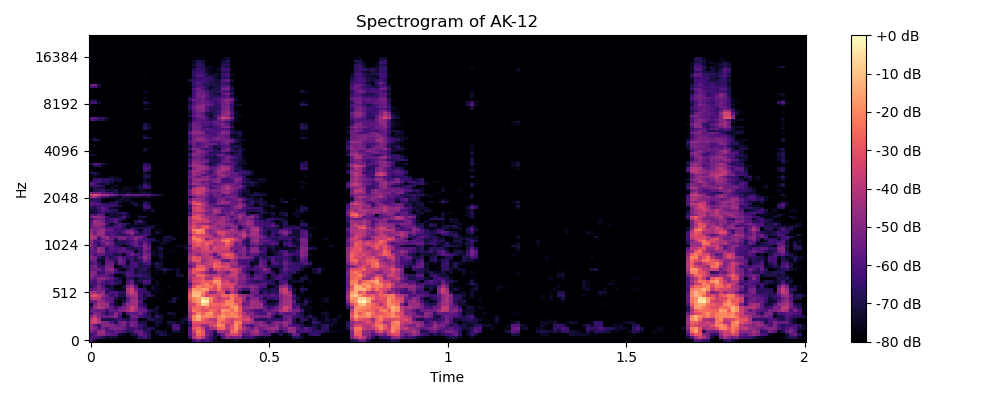 Spectrogram of AK-12
Hz
16384
8192
4096
2048
1024
512
0
0
0.5
1
1.5
2
Time
+0 dB
-10 dB
-20 dB
-30 dB
-40 dB
-50 dB
-60 dB
-70 dB
-80 dB